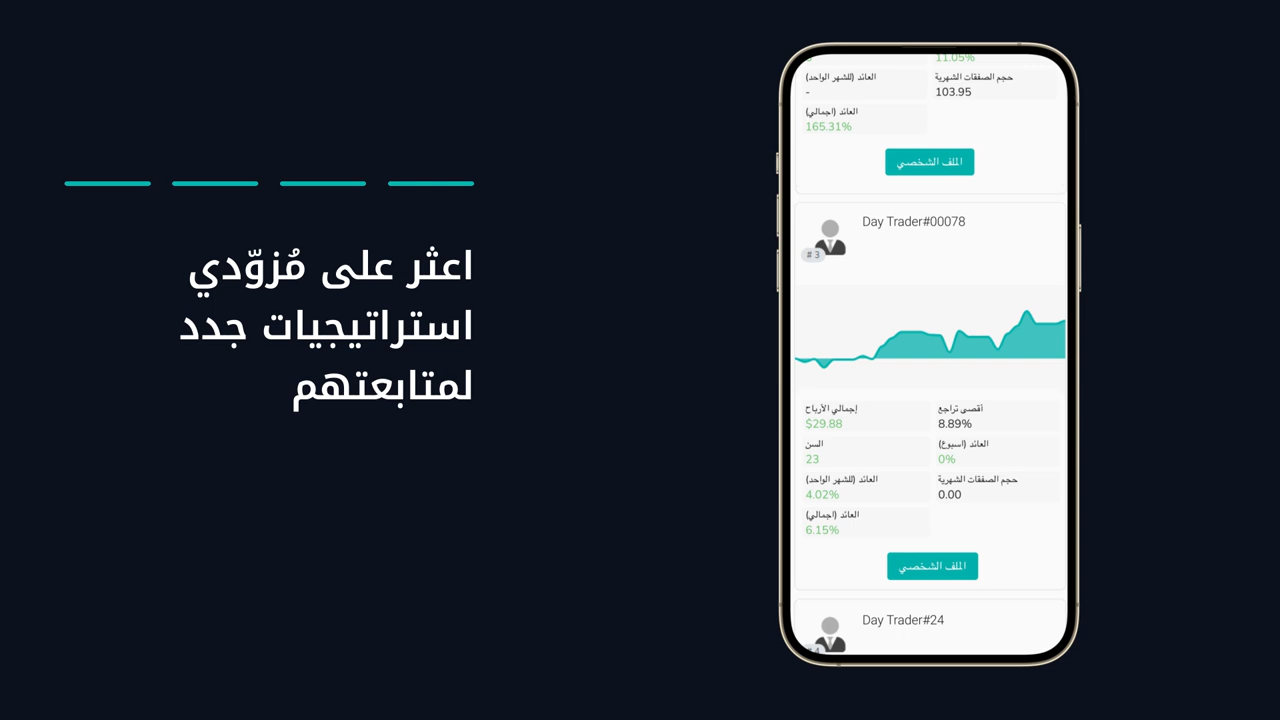 اعثر على مُزوّدي
استراتيجيات جدد
لمتابعتهم
11.05%
حجم الصفقات الشهرية
103.95
العائد (للشهر الواحد)
-
العائد (اجمالي)
165.31%
الملف الشخصي
Day Trader#00078
# 3
أقصى تراجع
8.89%
إجمالي الأرباح
$29.88
العائد (اسبوع)
0%
السن
23
حجم الصفقات الشهرية
0.00
العائد (للشهر الواحد)
4.02%
العائد (اجمالي)
6.15%
الملف الشخصي
Day Trader#24